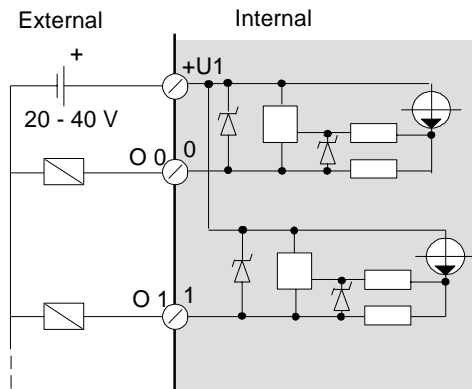 External
Internal
+
+U1
20 - 40 V
O 0
0
O 1
1